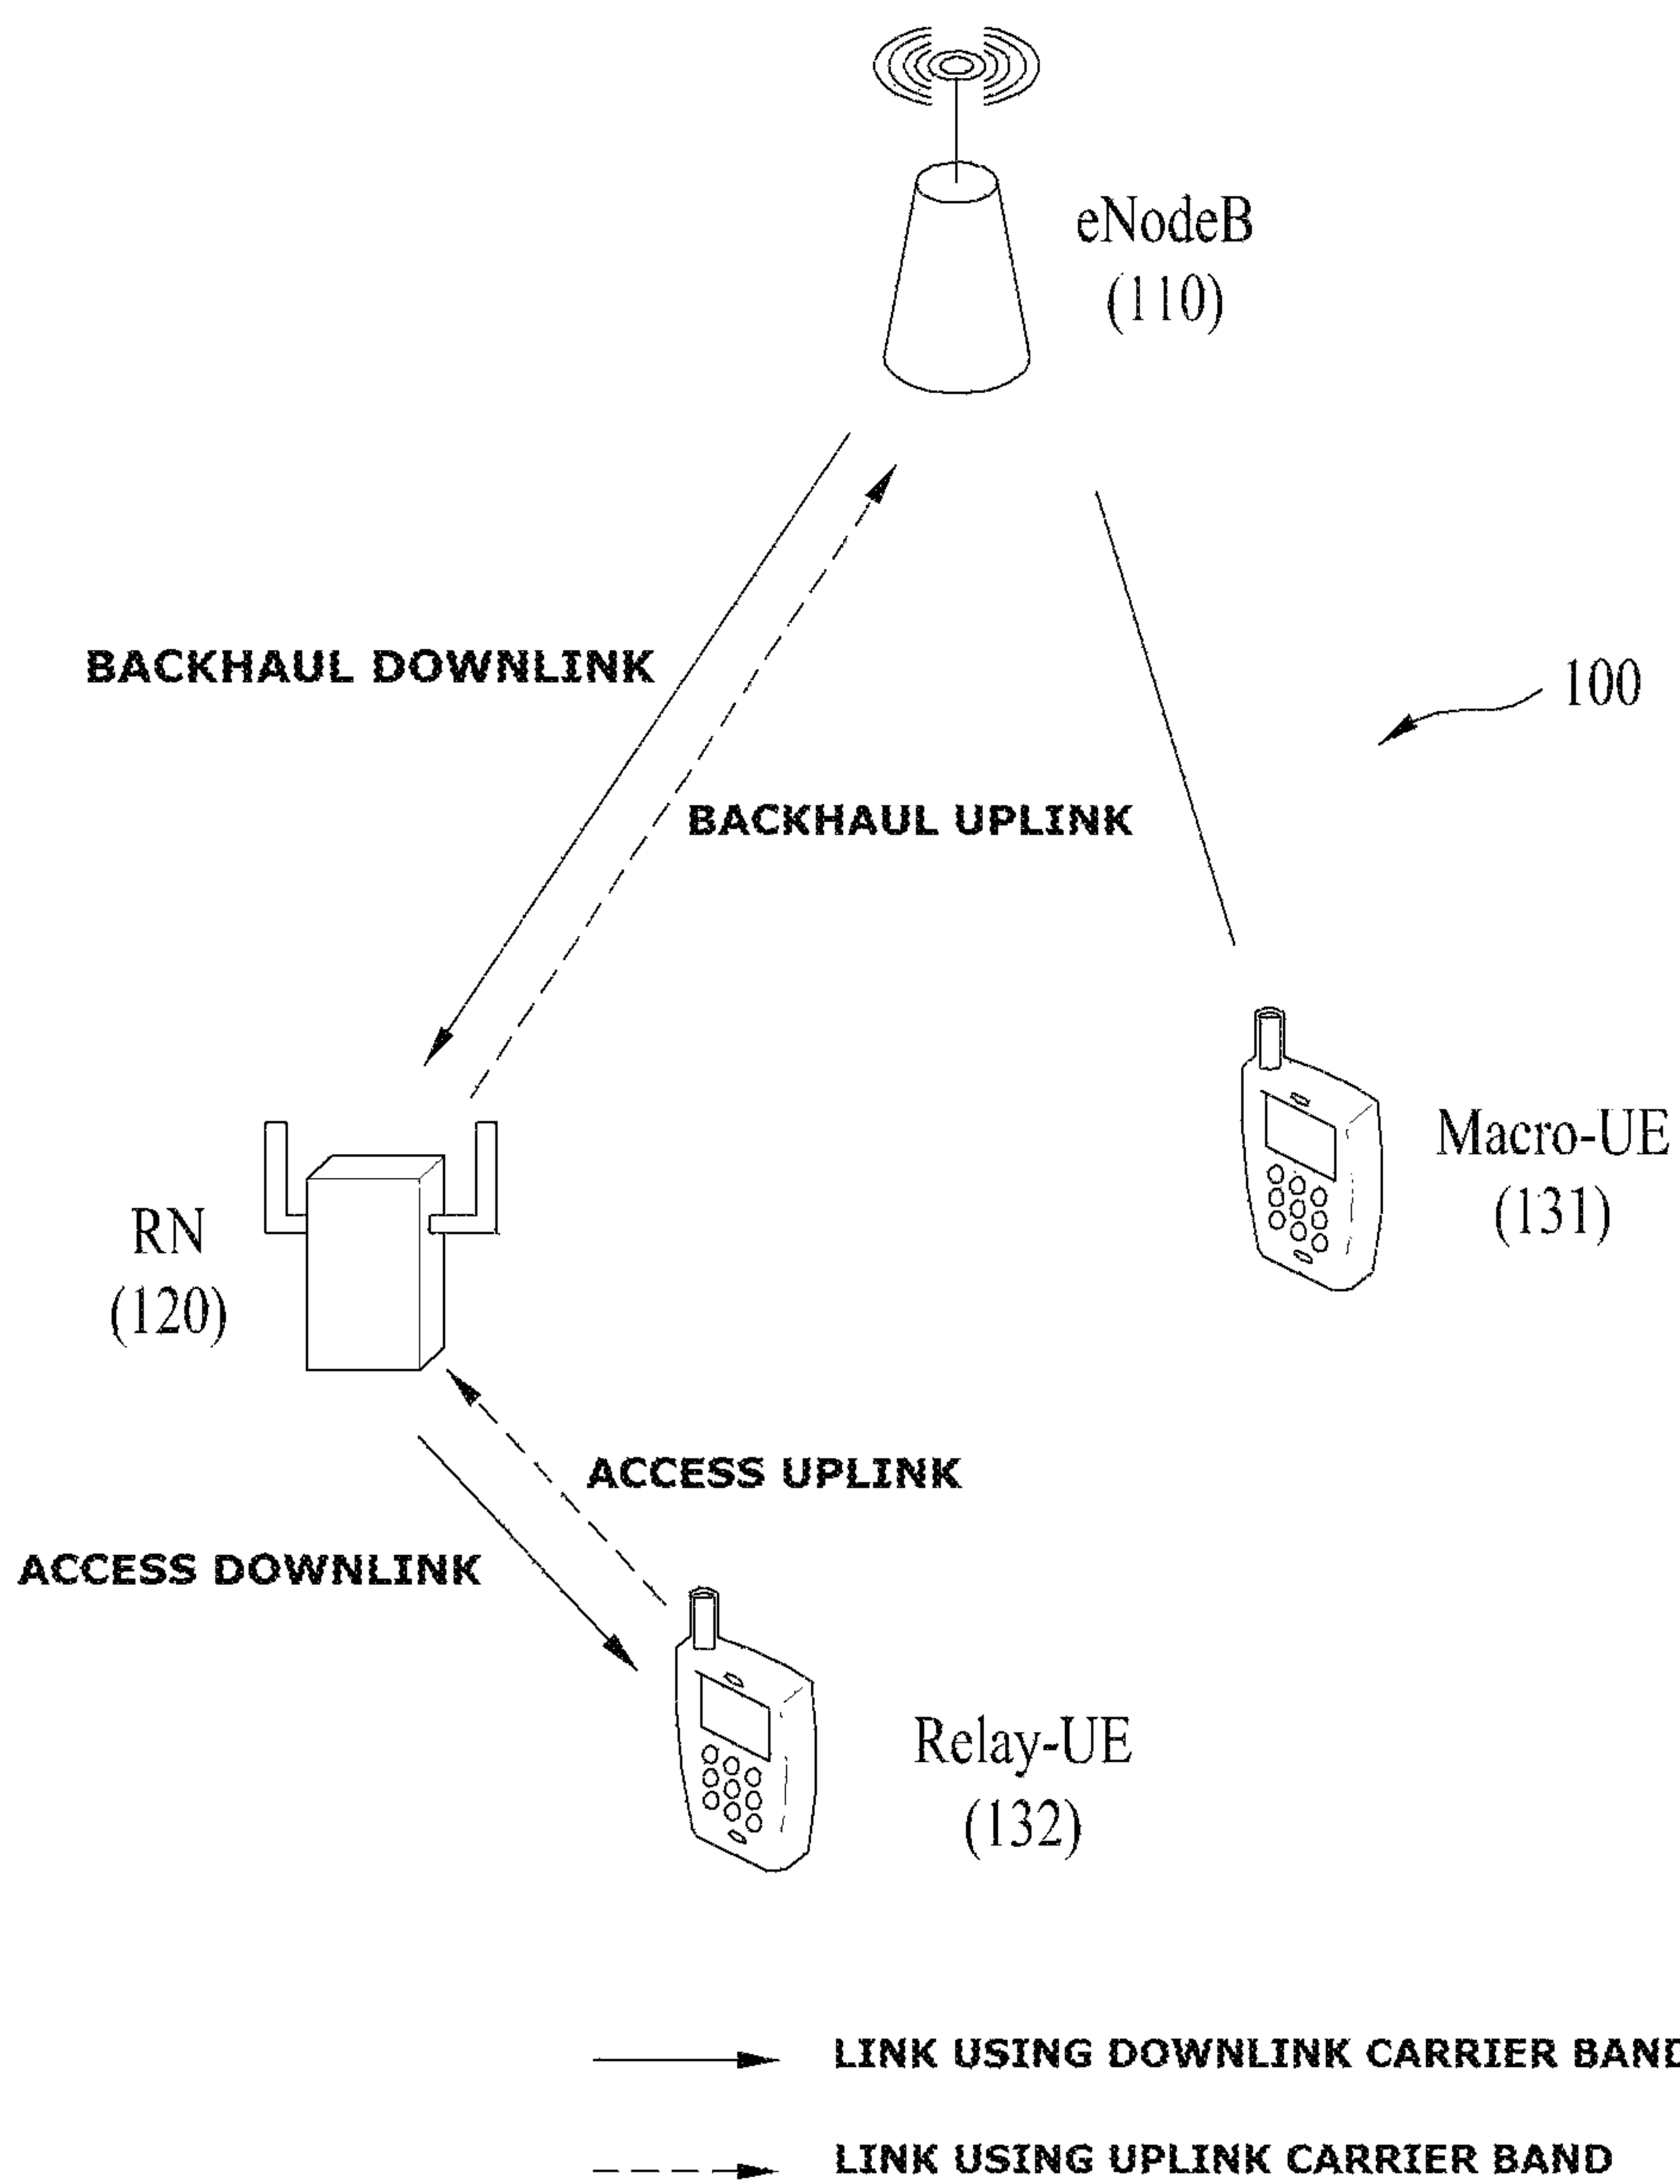 eNodeB
(110)
BACKHAUL DOWNLINK
100
BACKHAUL UPLINK
Macro-UE
(131)
RN
(120)
ACCESS UPLINK
ACCESS DOWNLINK
Relay-UE
(132)
LINK USING DOWNLINK CARRIER BAND
LINK USING UPLINK CARRIER BAND